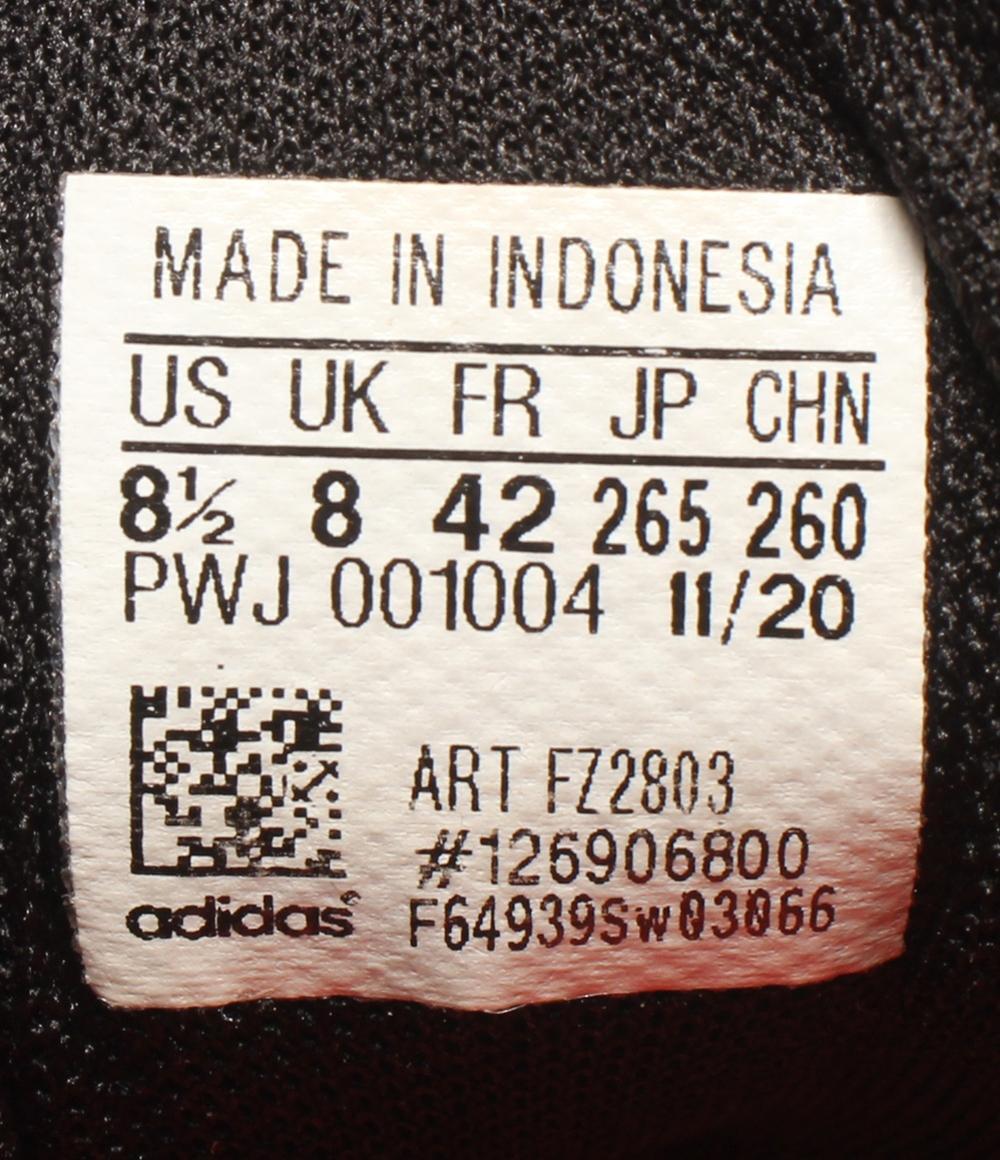 MADE IN INDONESIA
US UK FR JP CHN
8½ 8 42 265 260
PWJ 001004 11/20
ART FZ2803
#126906800
adidas® F64939Sw03066